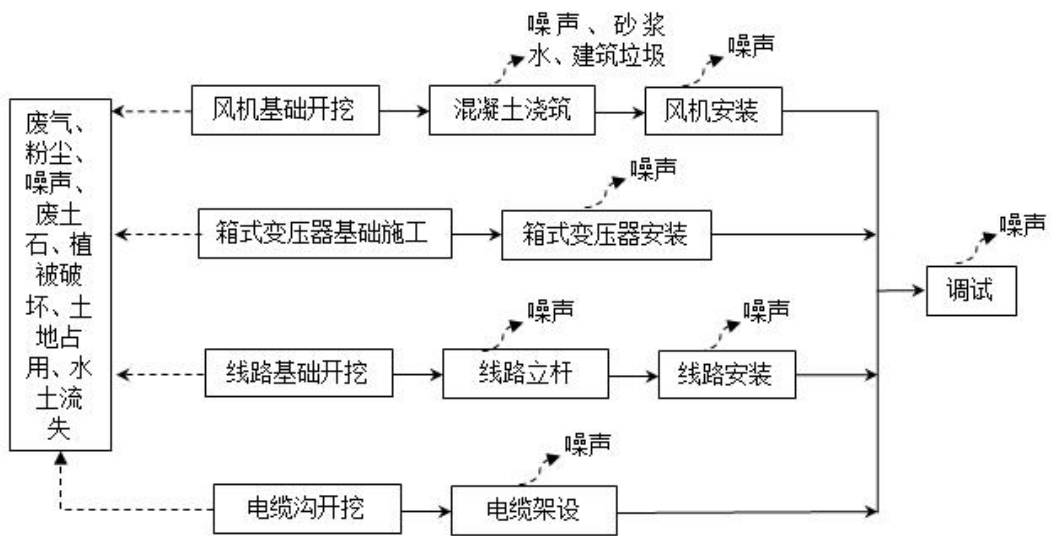 噪声、砂浆
水、建筑垃圾
噪声
废气、
粉尘、
噪声、
废土
石、植
被破
坏、土
地占
用、水
土流
失
风机基础开挖
混凝土浇筑
风机安装
噪声
箱式变压器基础施工
箱式变压器安装
噪声
调试
噪声
噪声
线路基础开挖
线路立杆
线路安装
噪声
电缆沟开挖
电缆架设